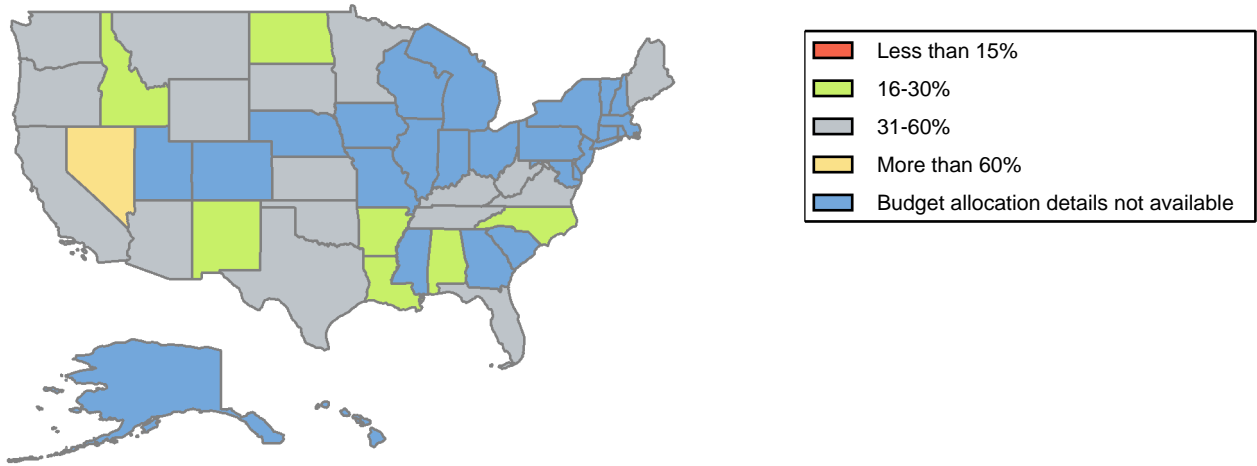 Less than 15%
16-30%
31-60%
More than 60%
Budget allocation details not available